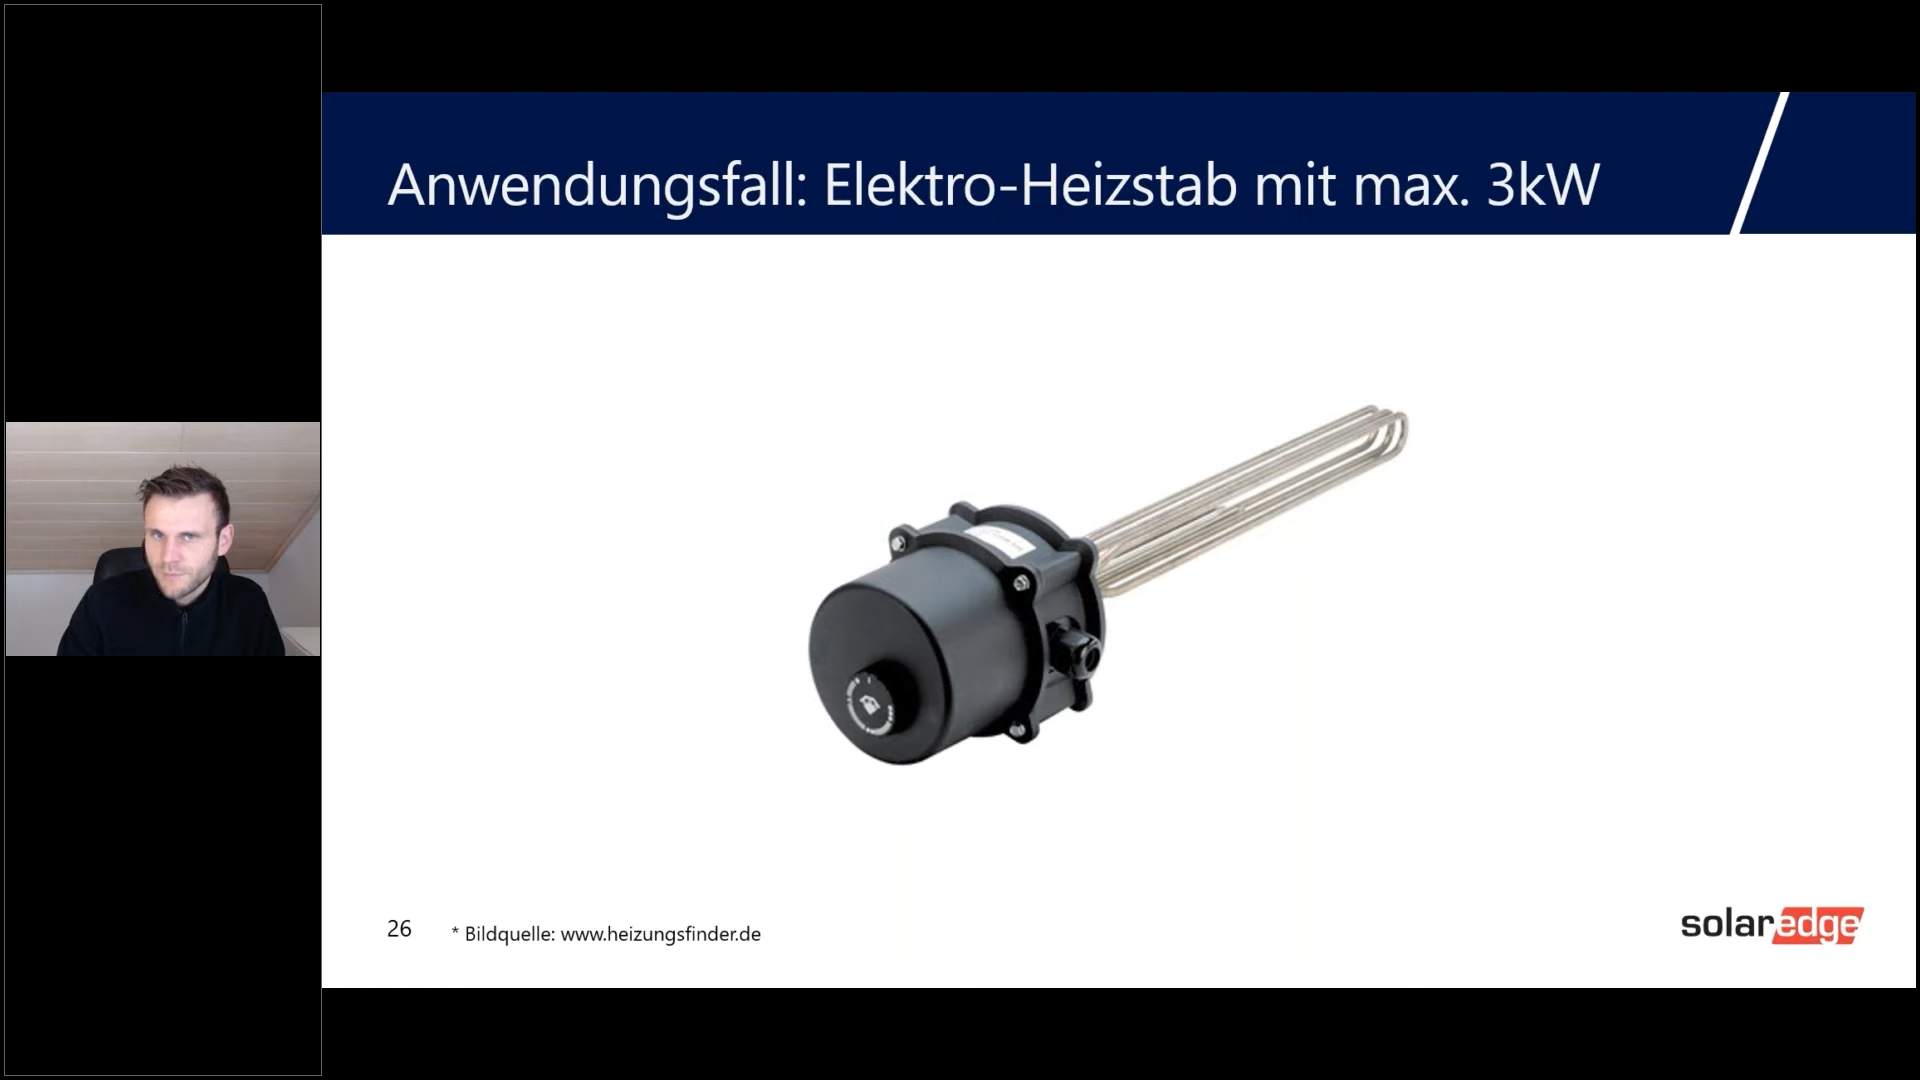 Anwendungsfall: Elektro-Heizstab mit max. 3kW
26
* Bildquelle: www.heizungsfinder.de
solaredge